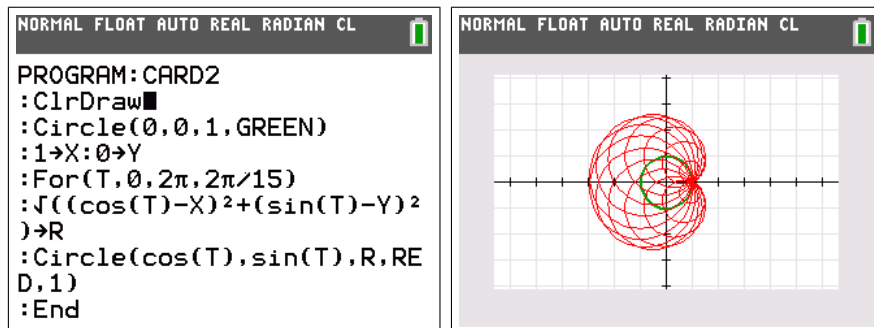 NORMAL FLOAT AUTO REAL RADIAN CL
PROGRAM:CARD2
:ClrDraw
:Circle(0,0,1,GREEN)
:1→X:0→Y
:For(T,0,2π,2π/15)
:√((cos(T)-X)²+(sin(T)-Y)²
)→R
:Circle(cos(T),sin(T),R,RE
D,1)
:End
NORMAL FLOAT AUTO REAL RADIAN CL